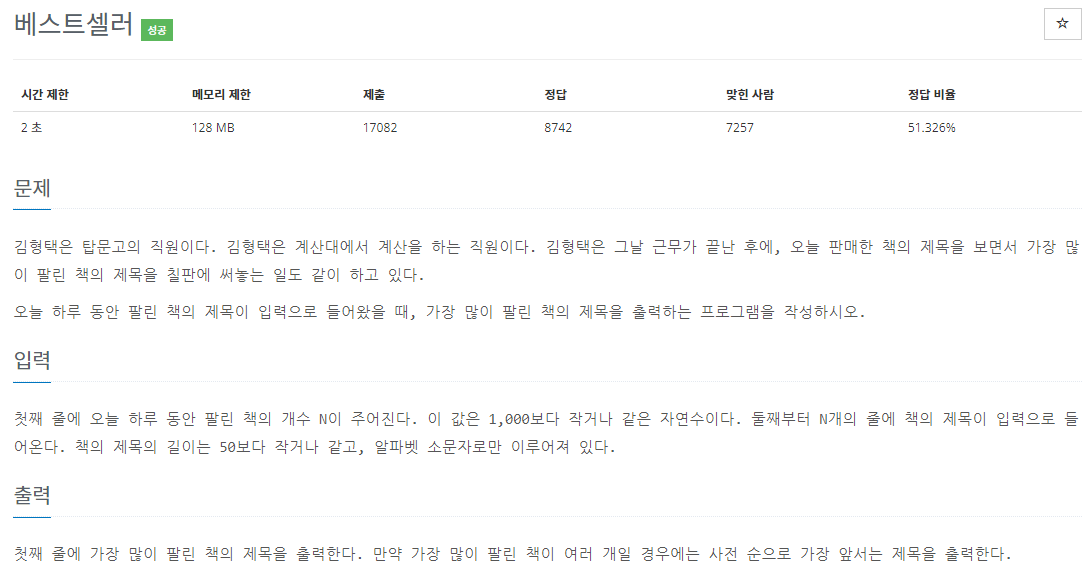 베스트셀러 성공
☆
시간 제한 메모리 제한 제출 정답 맞힌 사람 정답 비율
2 초 128 MB 17082 8742 7257 51.326%
문제
김형택은 탑문고의 직원이다. 김형택은 계산대에서 계산을 하는 직원이다. 김형택은 그날 근무가 끝난 후에, 오늘 판매한 책의 제목을 보면서 가장 많
이 팔린 책의 제목을 칠판에 써놓는 일도 같이 하고 있다.
오늘 하루 동안 팔린 책의 제목이 입력으로 들어왔을 때, 가장 많이 팔린 책의 제목을 출력하는 프로그램을 작성하시오.
입력
첫째 줄에 오늘 하루 동안 팔린 책의 개수 N이 주어진다. 이 값은 1,000보다 작거나 같은 자연수이다. 둘째부터 N개의 줄에 책의 제목이 입력으로 들
어온다. 책의 제목의 길이는 50보다 작거나 같고, 알파벳 소문자로만 이루어져 있다.
출력
첫째 줄에 가장 많이 팔린 책의 제목을 출력한다. 만약 가장 많이 팔린 책이 여러 개일 경우에는 사전 순으로 가장 앞서는 제목을 출력한다.